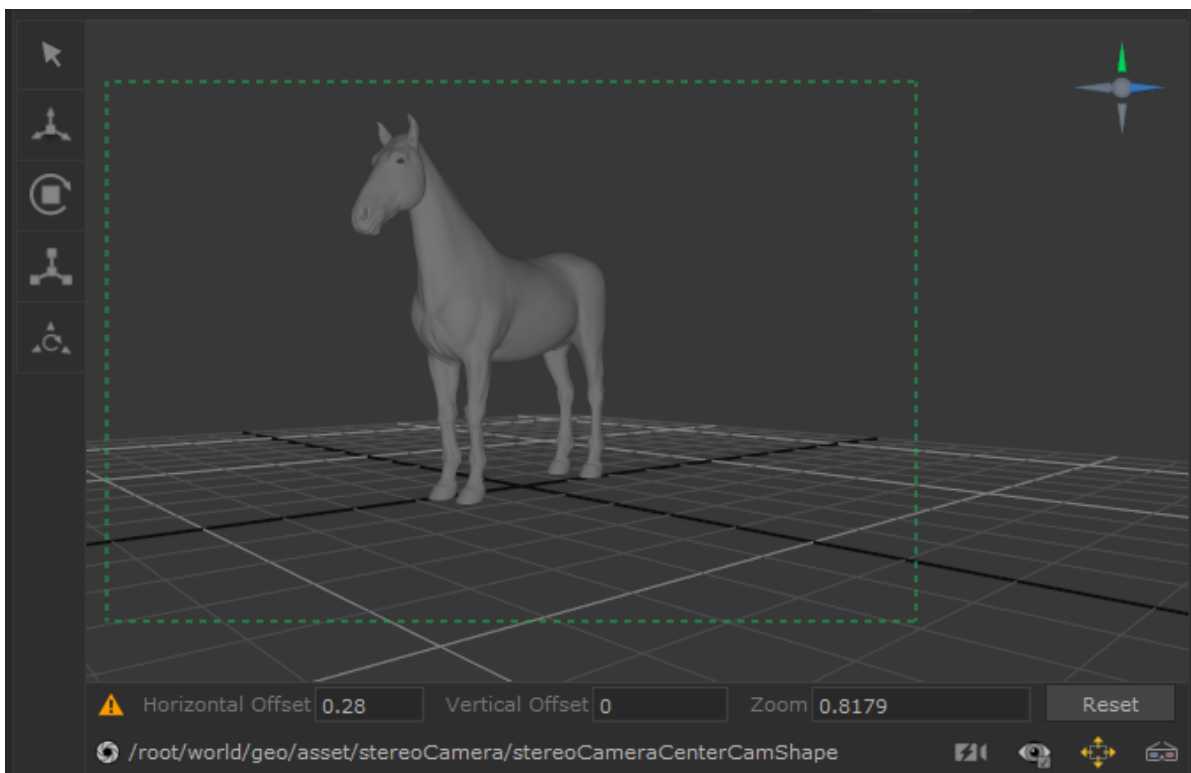 Horizontal Offset 0.28 Vertical Offset 0 Zoom 0.8179 Reset
/root/world/geo/asset/stereoCamera/stereoCameraCenterCamShape